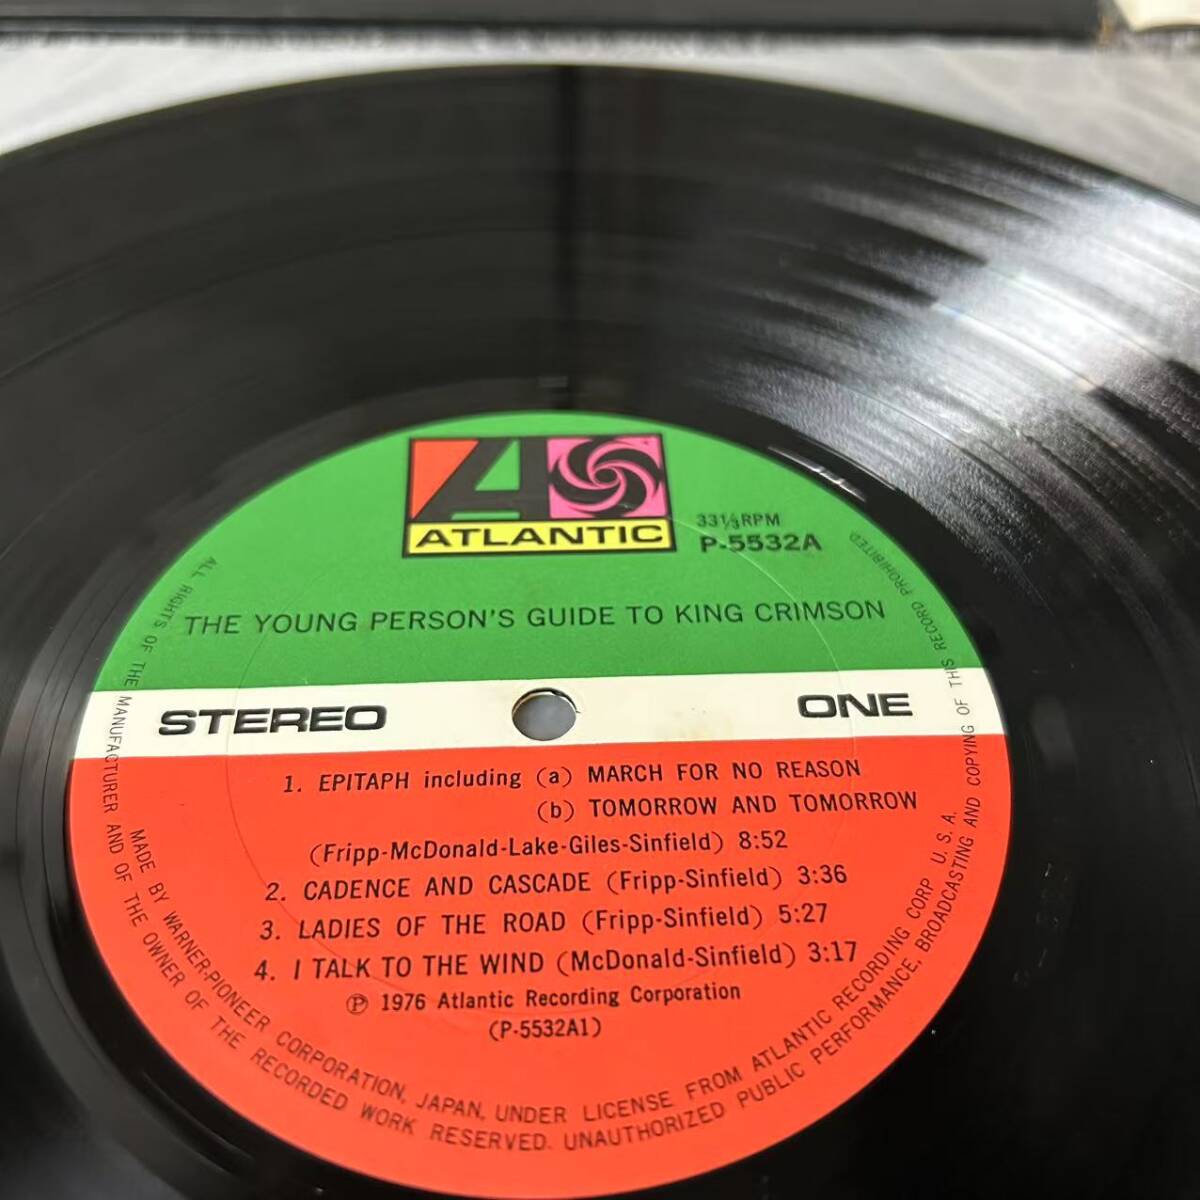 ATLANTIC
33⅓RPM
P-5532A
THE YOUNG PERSON'S GUIDE TO KING CRIMSON
STEREO
ONE
1. EPITAPH including (a) MARCH FOR NO REASON
(b) TOMORROW AND TOMORROW
(Fripp-McDonald-Lake-Giles-Sinfield) 8:52
2. CADENCE AND CASCADE (Fripp-Sinfield) 3:36
3. LADIES OF THE ROAD (Fripp-Sinfield) 5:27
4. I TALK TO THE WIND (McDonald-Sinfield) 3:17
℗ 1976 Atlantic Recording Corporation
(P-5532A1)
MADE BY WARNER-PIONEER CORPORATION, JAPAN, UNDER LICENSE FROM ATLANTIC RECORDING CORP U.S.A.
ALL RIGHTS OF THE MANUFACTURER AND OF THE OWNER OF THE RECORDED WORK RESERVED. UNAUTHORIZED PUBLIC PERFORMANCE, BROADCASTING AND COPYING OF THIS RECORD PROHIBITED